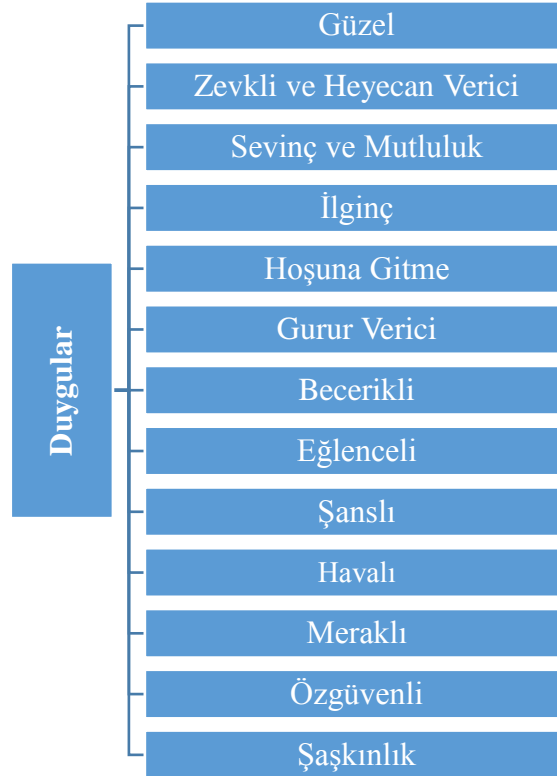 Duygular
Güzel
Zevkli ve Heyecan Verici
Sevinç ve Mutluluk
İlginç
Hoşuna Gitme
Gurur Verici
Becerikli
Eğlenceli
Şanslı
Havalı
Meraklı
Özgüvenli
Şaşkınlık